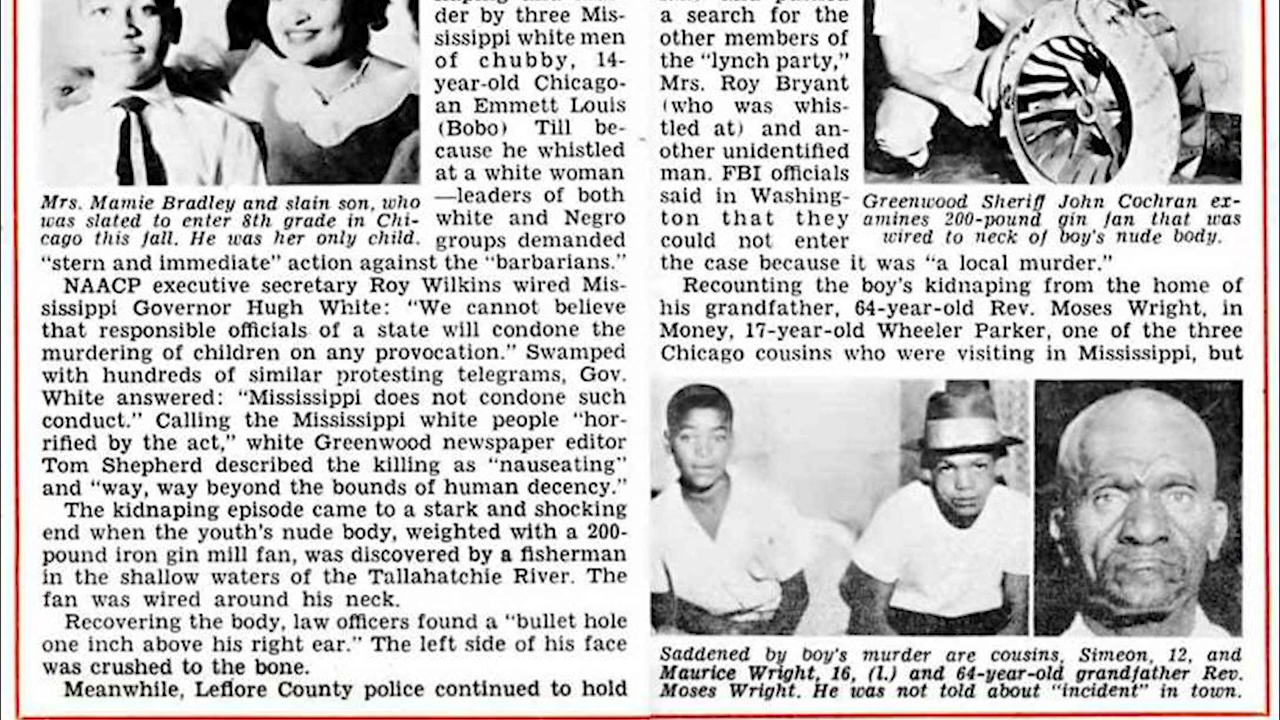 der by three Mis-
sissippi white men
of chubby, 14-
year-old Chicago-
an Emmett Louis
(Bobo) Till be-
cause he whistled
at a white woman
—leaders of both
white and Negro
groups demanded
Mrs. Mamie Bradley and slain son, who
was slated to enter 8th grade in Chi-
cago this fall. He was her only child.
"stern and immediate" action against the "barbarians."
NAACP executive secretary Roy Wilkins wired Mis-
sissippi Governor Hugh White: "We cannot believe
that responsible officials of a state will condone the
murdering of children on any provocation." Swamped
with hundreds of similar protesting telegrams, Gov.
White answered: "Mississippi does not condone such
conduct." Calling the Mississippi white people "hor-
rified by the act," white Greenwood newspaper editor
Tom Shepherd described the killing as "nauseating"
and "way, way beyond the bounds of human decency."
The kidnaping episode came to a stark and shocking
end when the youth's nude body, weighted with a 200-
pound iron gin mill fan, was discovered by a fisherman
in the shallow waters of the Tallahatchie River. The
fan was wired around his neck.
Recovering the body, law officers found a "bullet hole
one inch above his right ear." The left side of his face
was crushed to the bone.
Meanwhile, Leflore County police continued to hold
a search for the
other members of
the "lynch party,"
Mrs. Roy Bryant
(who was whis-
tled at) and an-
other unidentified
man. FBI officials
said in Washing-
ton that they
could not enter
Greenwood Sheriff John Cochran ex-
amines 200-pound gin fan that was
wired to neck of boy's nude body.
the case because it was "a local murder."
Recounting the boy's kidnaping from the home of
his grandfather, 64-year-old Rev. Moses Wright, in
Money, 17-year-old Wheeler Parker, one of the three
Chicago cousins who were visiting in Mississippi, but
Saddened by boy's murder are cousins, Simeon, 12, and
Maurice Wright, 16, (l.) and 64-year-old grandfather Rev.
Moses Wright. He was not told about "incident" in town.